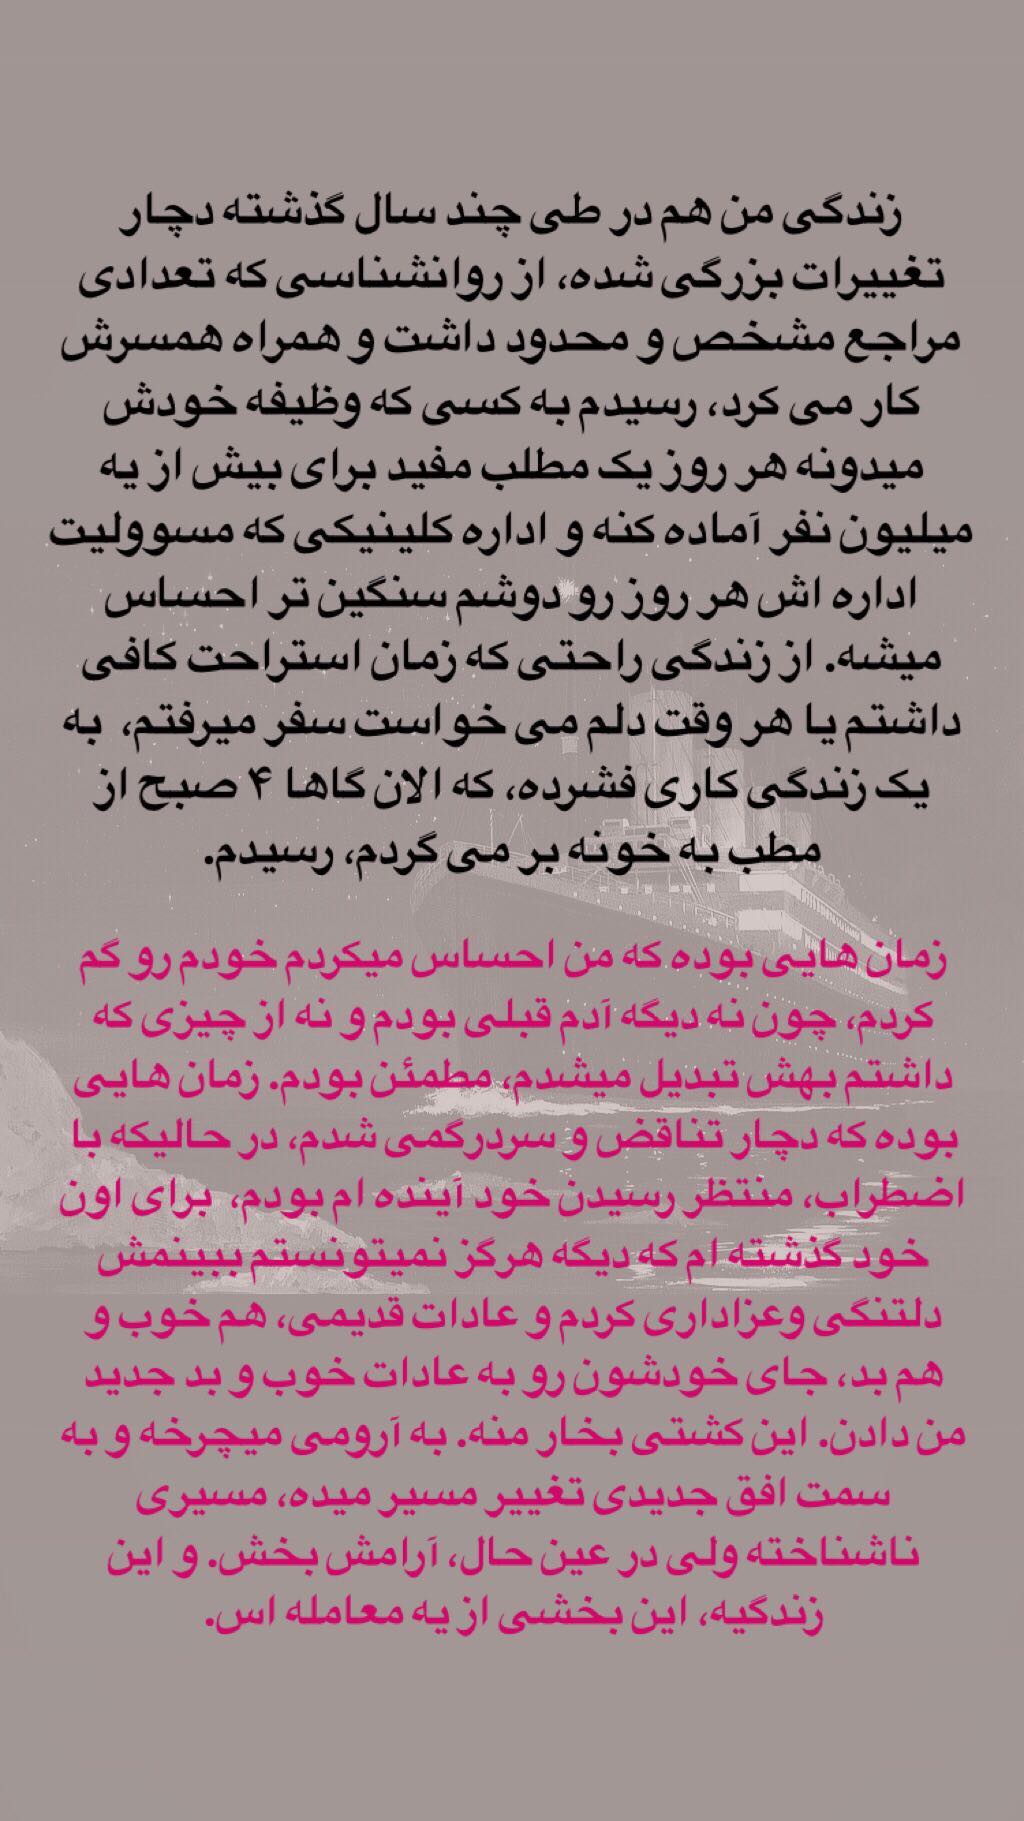 زندگی من هم در طی چند سال گذشته دچار
تغییرات بزرگی شده، از روانشناسی که تعدادی
مراجع مشخص و محدود داشت و همراه همسرش
کار می کرد، رسیدم به کسی که وظیفه خودش
میدونه هر روز یک مطلب مفید برای بیش از یه
میلیون نفر آماده کنه و اداره کلینیکی که مسوولیت
اداره اش هر روز رو دوشم سنگین تر احساس
میشه. از زندگی راحتی که زمان استراحت کافی
داشتم یا هر وقت دلم می خواست سفر میرفتم، به
یک زندگی کاری فشرده، که الان گاها ۴ صبح از
مطب به خونه بر می گردم، رسیدم.
زمان هایی بوده که من احساس میکردم خودم رو گم
کردم، چون نه دیگه آدم قبلی بودم و نه از چیزی که
داشتم بهش تبدیل میشدم، مطمئن بودم. زمان هایی
بوده که دچار تناقض و سردرگمی شدم، در حالیکه با
اضطراب، منتظر رسیدن خود آینده ام بودم، برای اون
خود گذشته ام که دیگه هرگز نمیتونستم ببینمش
دلتنگی وعزاداری کردم و عادات قدیمی، هم خوب و
هم بد، جای خودشون رو به عادات خوب و بد جدید
من دادن. این کشتی بخار منه. به آرومی میچرخه و به
سمت افق جدیدی تغییر مسیر میده، مسیری
ناشناخته ولی در عین حال، آرامش بخش. و این
زندگیه، این بخشی از یه معامله اس.